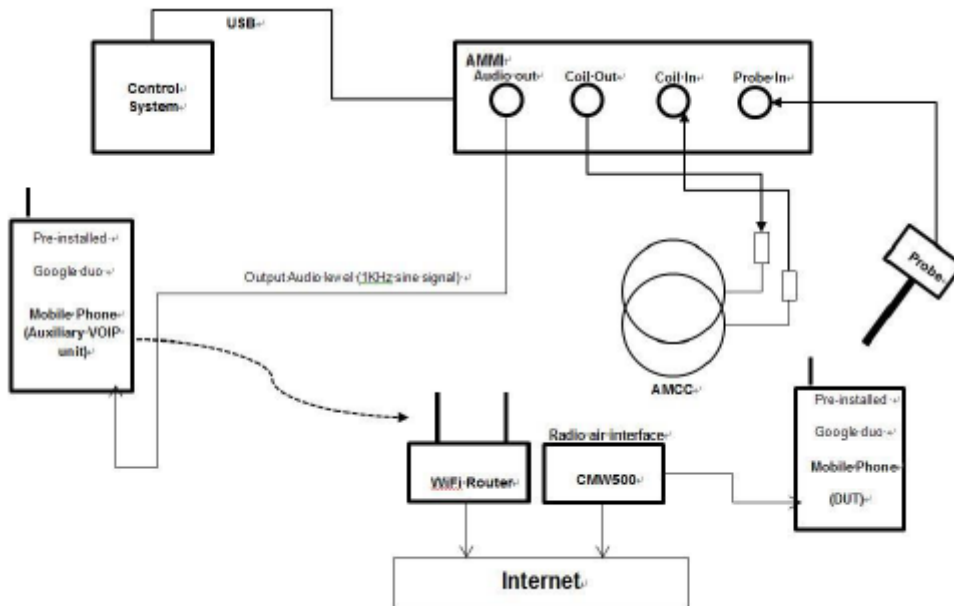 USB
AMMI
Audio out
Coil Out
Coil In
Probe In
Control
System
Pre-installed
Google duo
Mobile Phone
(Auxiliary VOIP
unit)
Output Audio level (1KHz sine signal)
Probe
AMCC
Pre-installed
Google duo
Mobile Phone
(DUT)
Radio air interface
WiFi Router
CMW500
Internet